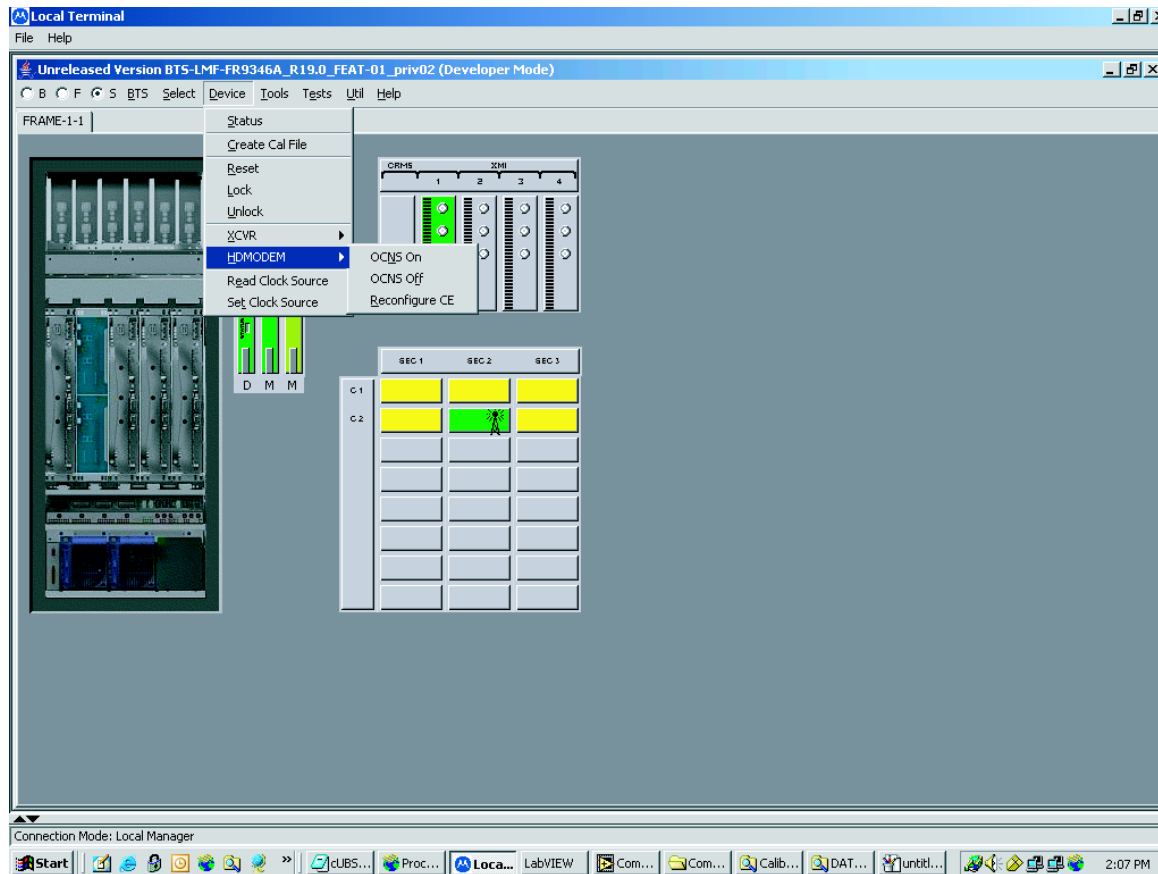 Local Terminal
File Help
Unreleased Version BTS-LMF-FR9346A_R19.0_FEAT-01_priv02 (Developer Mode)
B F S BTS Select Device Tools Tests Util Help
FRAME-1-1
Status
Create Cal File
Reset
Lock
Unlock
XCVR
HDMODEM
Read Clock Source
Set Clock Source
OCNS On
OCNS Off
Reconfigure CE
CRMS XMI
1 2 3 4
D M M
SEC 1 SEC 2 SEC 3
C 1
C 2
Connection Mode: Local Manager
Start » cUBS... Proc... Loca... LabVIEW Com... Com... Calib... DAT... untitl... 2:07 PM